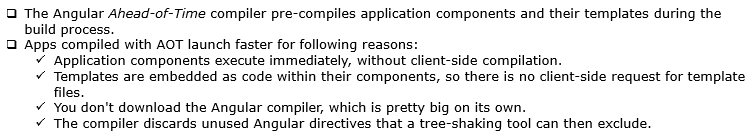 ❑ The Angular Ahead-of-Time compiler pre-compiles application components and their templates during the
build process.
❑ Apps compiled with AOT launch faster for following reasons:
✓ Application components execute immediately, without client-side compilation.
✓ Templates are embedded as code within their components, so there is no client-side request for template
files.
✓ You don't download the Angular compiler, which is pretty big on its own.
✓ The compiler discards unused Angular directives that a tree-shaking tool can then exclude.